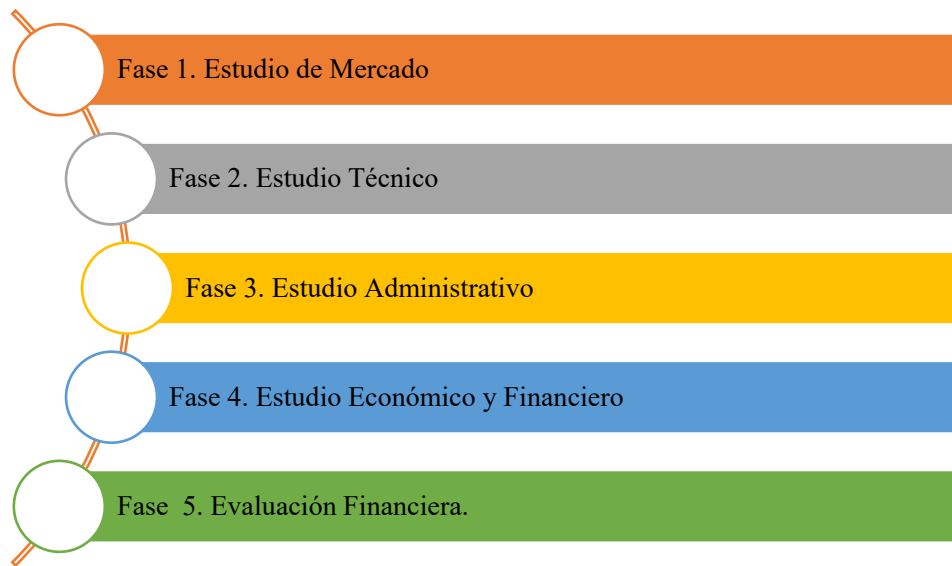 Fase 1. Estudio de Mercado
Fase 2. Estudio Técnico
Fase 3. Estudio Administrativo
Fase 4. Estudio Económico y Financiero
Fase  5. Evaluación Financiera.